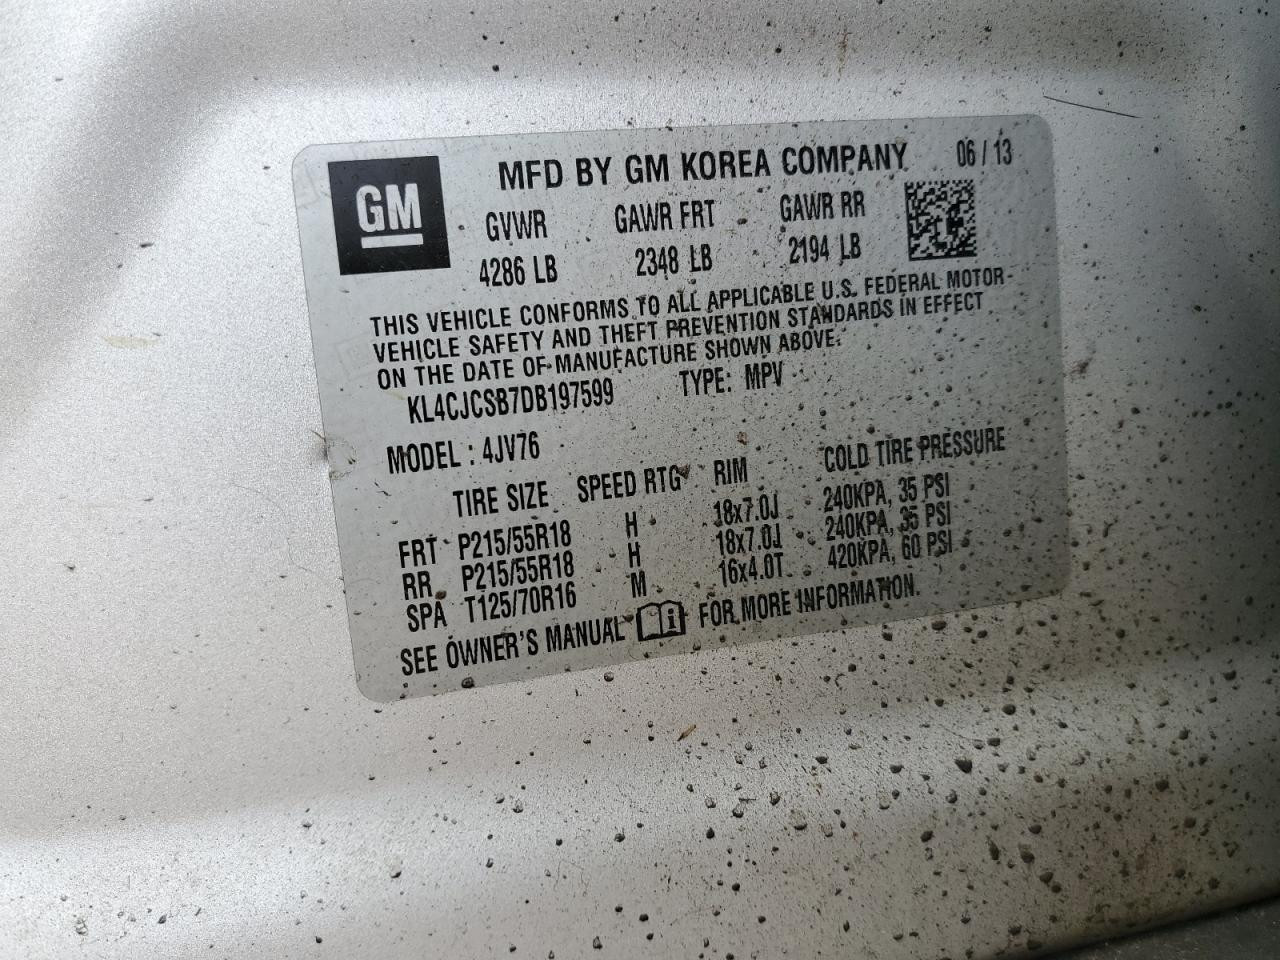 GM
MFD BY GM KOREA COMPANY 06 / 13
GVWR GAWR FRT GAWR RR
4286 LB 2348 LB 2194 LB
THIS VEHICLE CONFORMS TO ALL APPLICABLE U.S. FEDERAL MOTOR-
VEHICLE SAFETY AND THEFT PREVENTION STANDARDS IN EFFECT
ON THE DATE OF MANUFACTURE SHOWN ABOVE.
KL4CJCSB7DB197599 TYPE: MPV
MODEL : 4JV76
TIRE SIZE SPEED RTG RIM COLD TIRE PRESSURE
FRT P215/55R18 H 18x7.0J 240KPA, 35 PSI
RR P215/55R18 H 18x7.0J 240KPA, 35 PSI
SPA T125/70R16 M 16x4.0T 420KPA, 60 PSI
SEE OWNER'S MANUAL i FOR MORE INFORMATION.